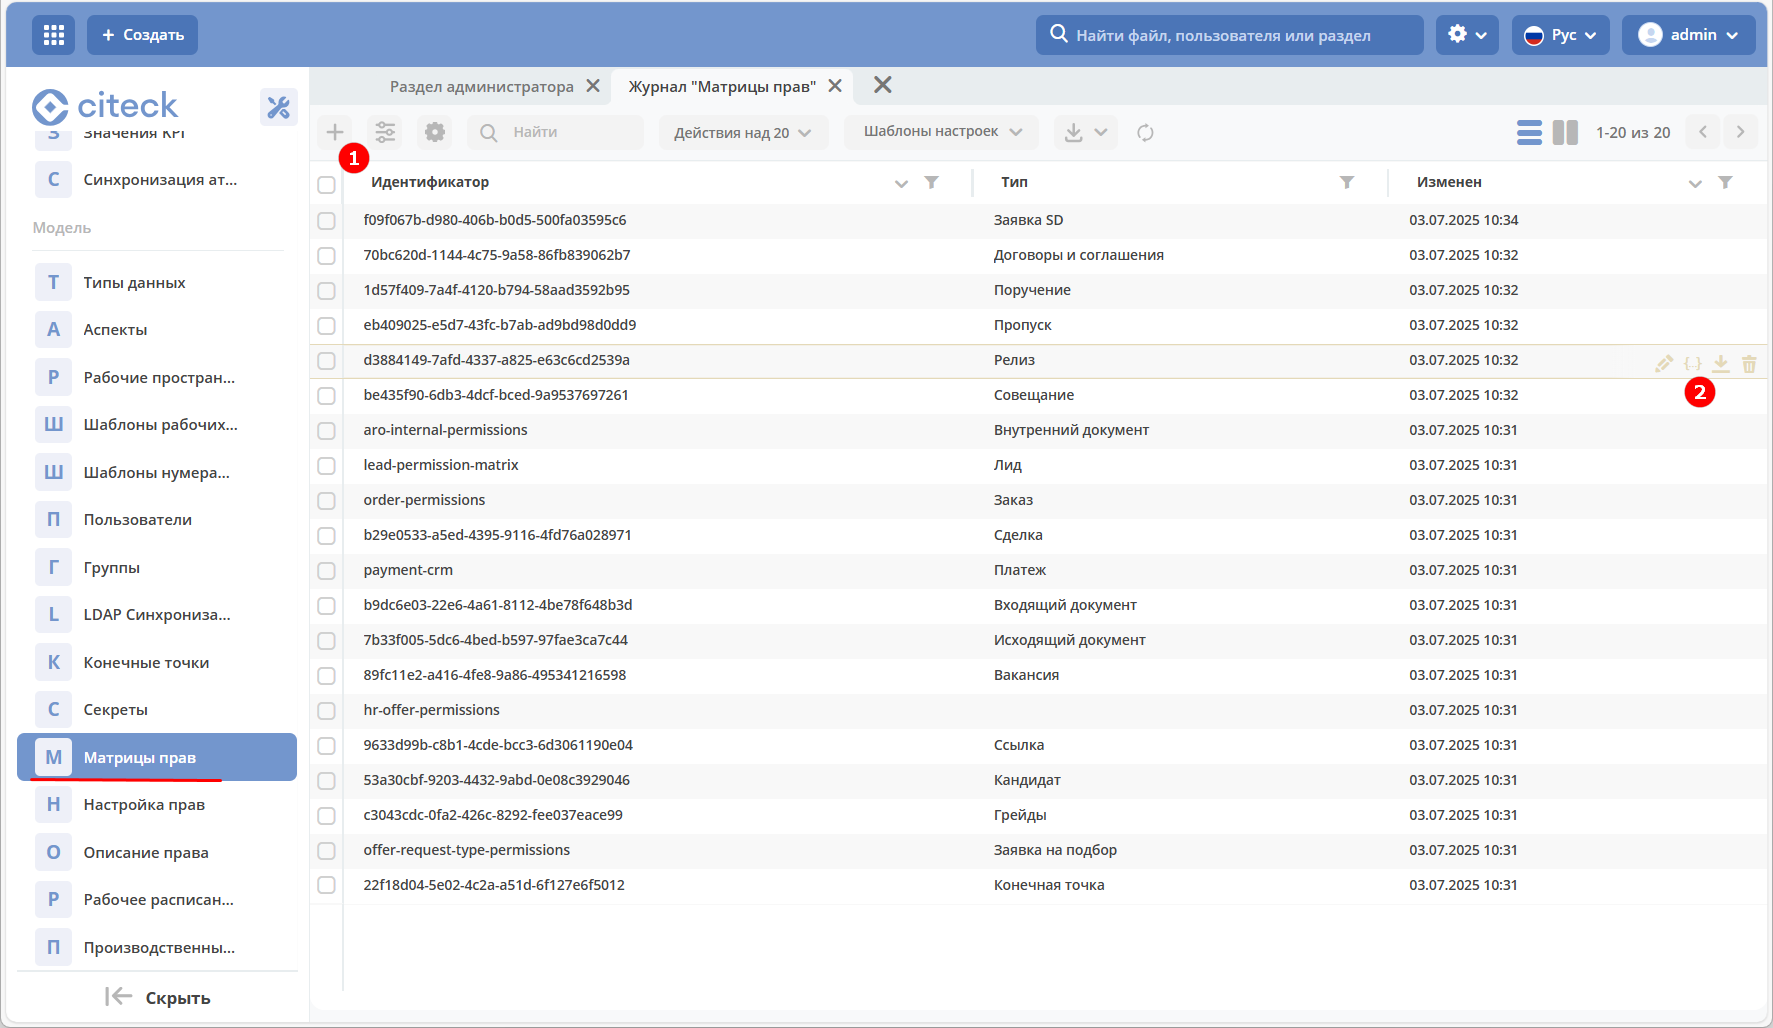 + Создать
Найти файл, пользователя или раздел
Рус
admin
citeck
Раздел администратора
Журнал "Матрицы прав"
Значения KPI
С Синхронизация ат...
Модель
Т Типы данных
А Аспекты
Р Рабочие простран...
Ш Шаблоны рабочих...
Ш Шаблоны нумера...
П Пользователи
Г Группы
L LDAP Синхрониза...
К Конечные точки
С Секреты
М Матрицы прав
Н Настройка прав
О Описание права
Р Рабочее расписан...
П Производственны...
Скрыть
Найти
Действия над 20
Шаблоны настроек
1-20 из 20
1
Идентификатор Тип Изменен
f09f067b-d980-406b-b0d5-500fa03595c6 Заявка SD 03.07.2025 10:34
70bc620d-1144-4c75-9a58-86fb839062b7 Договоры и соглашения 03.07.2025 10:32
1d57f409-7a4f-4120-b794-58aad3592b95 Поручение 03.07.2025 10:32
eb409025-e5d7-43fc-b7ab-ad9bd98d0dd9 Пропуск 03.07.2025 10:32
d3884149-7afd-4337-a825-e63c6cd2539a Релиз 03.07.2025 10:32
2
be435f90-6db3-4dcf-bced-9a9537697261 Совещание 03.07.2025 10:32
aro-internal-permissions Внутренний документ 03.07.2025 10:31
lead-permission-matrix Лид 03.07.2025 10:31
order-permissions Заказ 03.07.2025 10:31
b29e0533-a5ed-4395-9116-4fd76a028971 Сделка 03.07.2025 10:31
payment-crm Платеж 03.07.2025 10:31
b9dc6e03-22e6-4a61-8112-4be78f648b3d Входящий документ 03.07.2025 10:31
7b33f005-5dc6-4bed-b597-97fae3ca7c44 Исходящий документ 03.07.2025 10:31
89fc11e2-a416-4fe8-9a86-495341216598 Вакансия 03.07.2025 10:31
hr-offer-permissions 03.07.2025 10:31
9633d99b-c8b1-4cde-bcc3-6d3061190e04 Ссылка 03.07.2025 10:31
53a30cbf-9203-4432-9abd-0e08c3929046 Кандидат 03.07.2025 10:31
c3043cdc-0fa2-426c-8292-fee037eace99 Грейды 03.07.2025 10:31
offer-request-type-permissions Заявка на подбор 03.07.2025 10:31
22f18d04-5e02-4c2a-a51d-6f127e6f5012 Конечная точка 03.07.2025 10:31